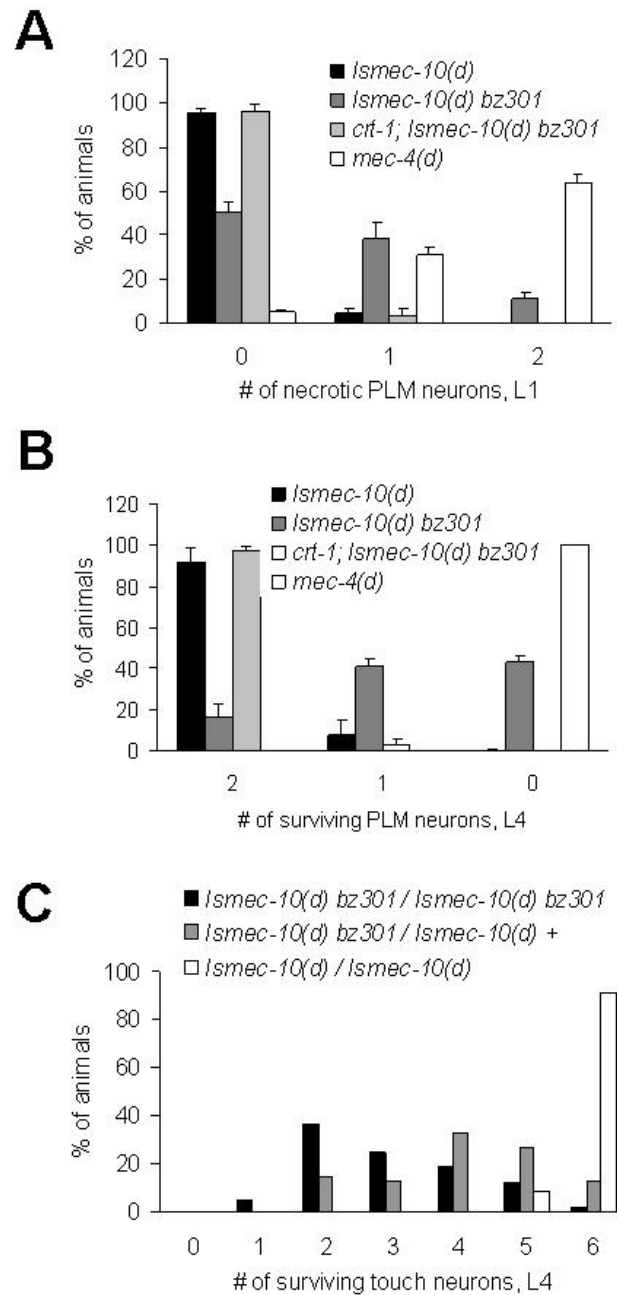 A
Ismec-10(d)
Ismec-10(d) bz301
crt-1; Ismec-10(d) bz301
mec-4(d)
120
100
80
60
40
20
0
% of animals
0 1 2
# of necrotic PLM neurons, L1
B
Ismec-10(d)
Ismec-10(d) bz301
crt-1; Ismec-10(d) bz301
mec-4(d)
120
100
80
60
40
20
0
% of animals
2 1 0
# of surviving PLM neurons, L4
C
Ismec-10(d) bz301 / Ismec-10(d) bz301
Ismec-10(d) bz301 / Ismec-10(d) +
Ismec-10(d) / Ismec-10(d)
100
80
60
40
20
0
% of animals
0 1 2 3 4 5 6
# of surviving touch neurons, L4